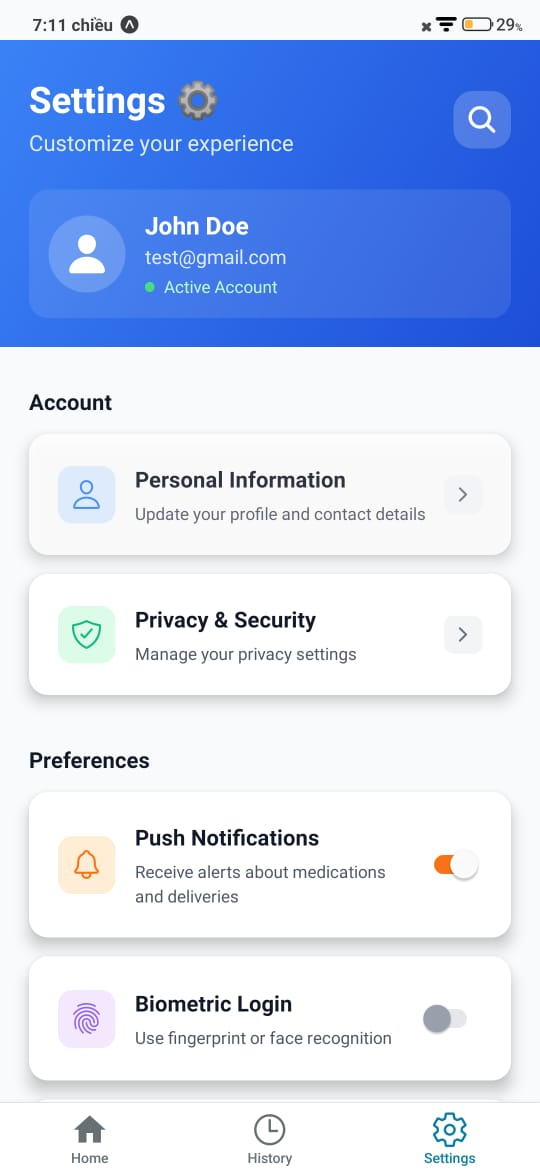 7:11 chiều
29%
Settings
Customize your experience
John Doe
test@gmail.com
Active Account
Account
Personal Information
Update your profile and contact details
Privacy & Security
Manage your privacy settings
Preferences
Push Notifications
Receive alerts about medications
and deliveries
Biometric Login
Use fingerprint or face recognition
Home
History
Settings